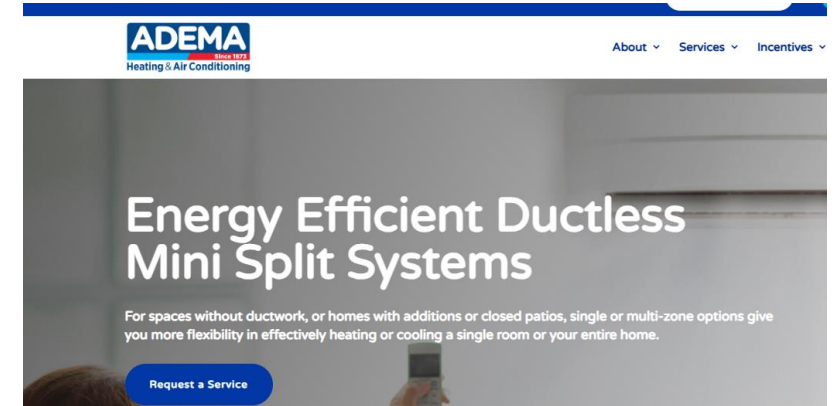 ADEMA
Since 1873
Heating & Air Conditioning
About
Services
Incentives
Energy Efficient Ductless
Mini Split Systems
For spaces without ductwork, or homes with additions or closed patios, single or multi-zone options give
you more flexibility in effectively heating or cooling a single room or your entire home.
Request a Service